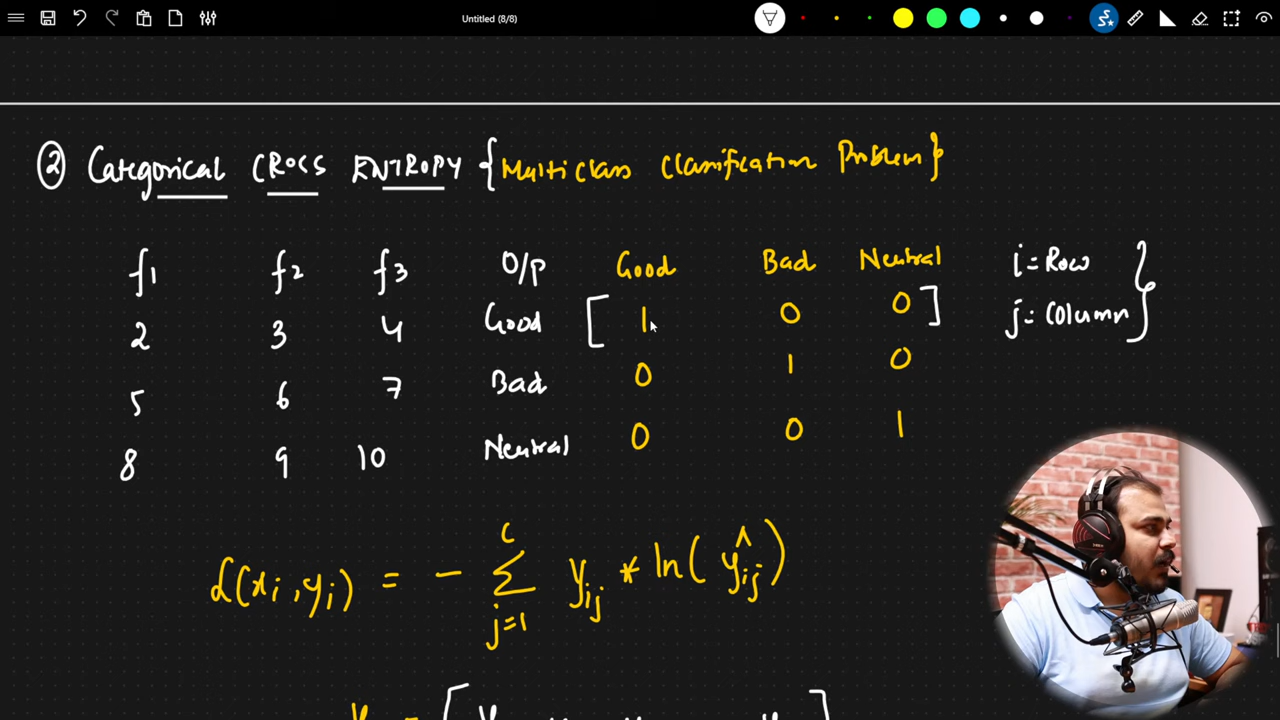 Untitled (8/8)
② Categorical CROSS ENTROPY {Multiclass Classification Problem}
f1 f2 f3 O/P Good Bad Neutral i=Row
2 3 4 Good [1 0 0] j=Column
5 6 7 Bad 0 1 0
8 9 10 Neutral 0 0 1
L(xi,yi) = - Σ_{j=1}^{c} yij * ln(ŷij)